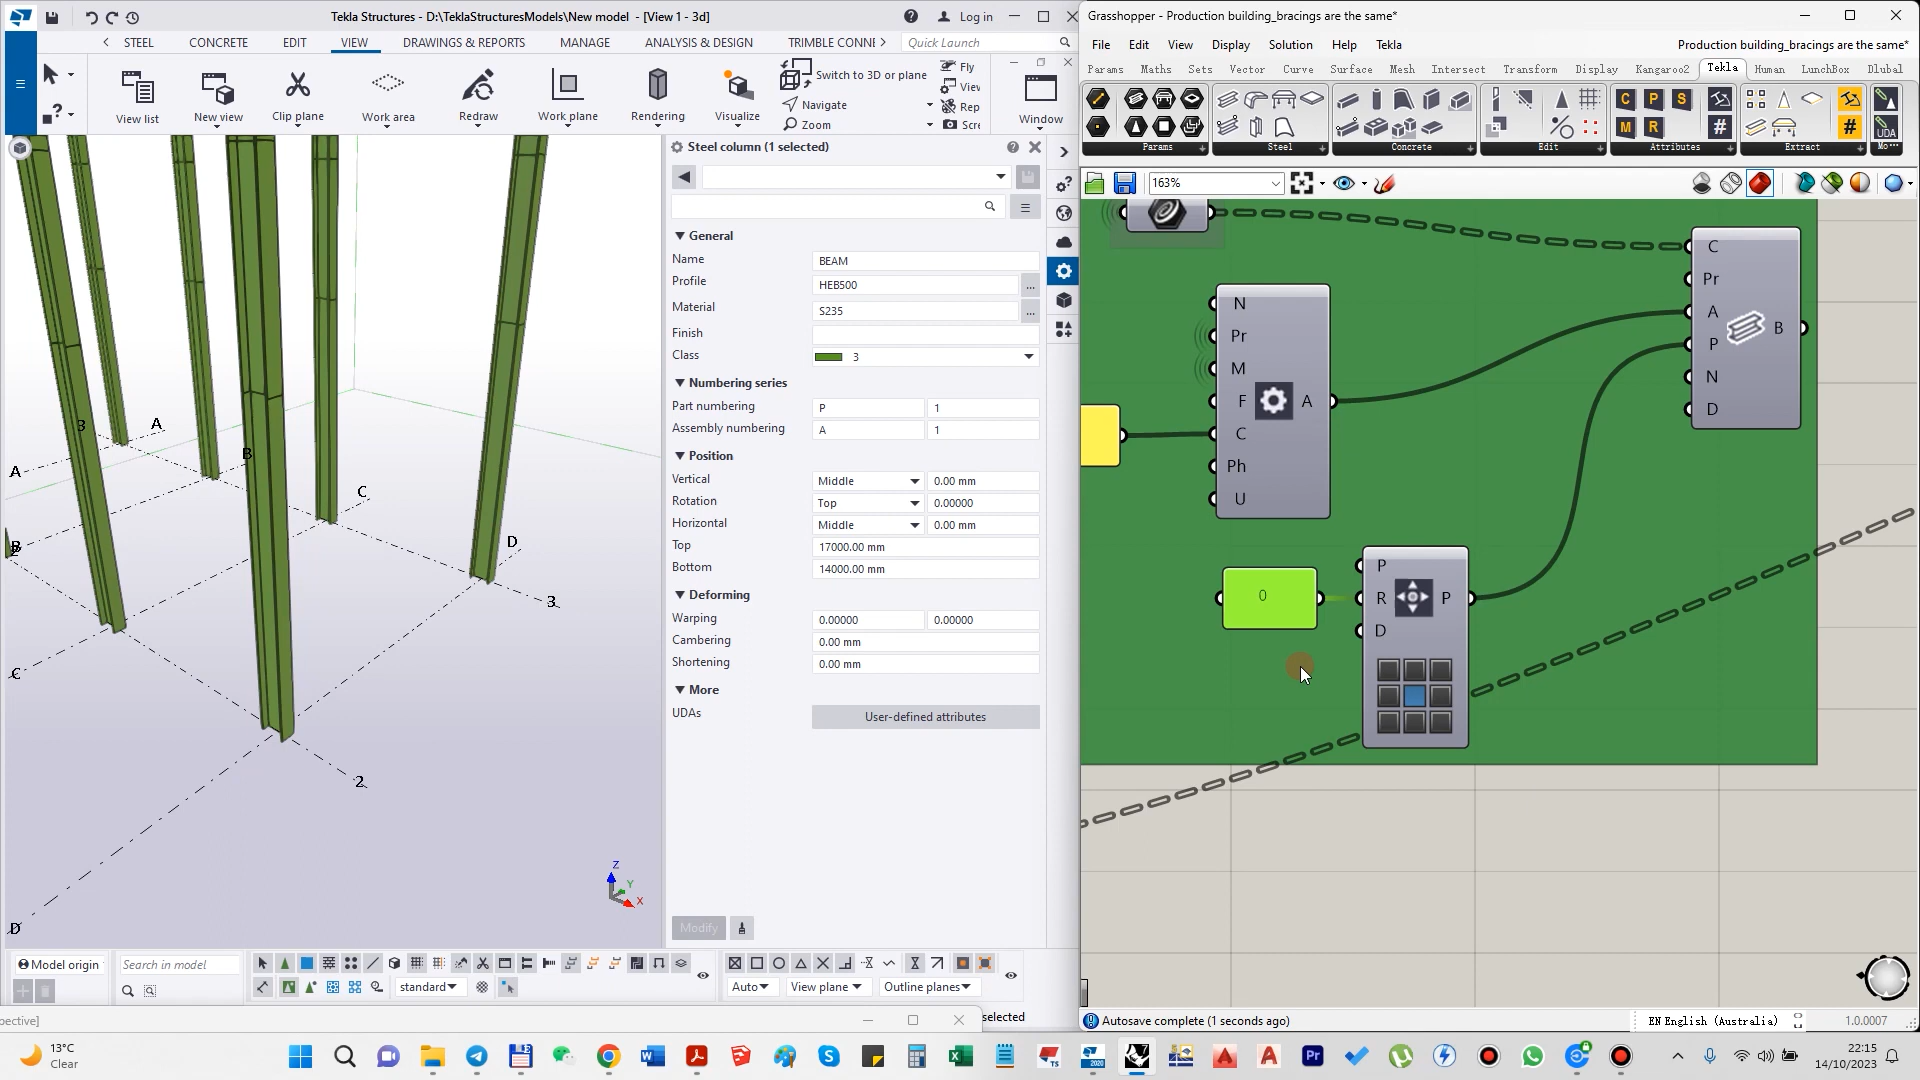 Tekla Structures - D:\TeklaStructuresModels\New model  - [View 1 - 3d]
Log in
STEEL
CONCRETE
EDIT
VIEW
DRAWINGS & REPORTS
MANAGE
ANALYSIS & DESIGN
TRIMBLE CONNE
Quick Launch
View list
New view
Clip plane
Work area
Redraw
Work plane
Rendering
Visualize
Switch to 3D or plane
Navigate
Zoom
Fly
Viev
Rep
Scre
Window
Steel column (1 selected)
General
Name
BEAM
Profile
HEB500
...
Material
S235
...
Finish
Class
3
Numbering series
Part numbering
P
1
Assembly numbering
A
1
Position
Vertical
Middle
0.00 mm
Rotation
Top
0.00000
Horizontal
Middle
0.00 mm
Top
17000.00 mm
Bottom
14000.00 mm
Deforming
Warping
0.00000
0.00000
Cambering
0.00 mm
Shortening
0.00 mm
More
UDAs
User-defined attributes
Modify
3
A
A
B
C
B
D
3
C
2
D
Z
Y
X
Model origin
Search in model
standard
Auto
View plane
Outline planes
pective]
selected
Grasshopper - Production building_bracings are the same*
File
Edit
View
Display
Solution
Help
Tekla
Production building_bracings are the same*
Params
Maths
Sets
Vector
Curve
Surface
Mesh
Intersect
Transform
Display
Kangaroo2
Tekla
Human
LunchBox
Dlubal
C
P
S
M
R
#
#
UDA
Params
Steel
Concrete
Edit
Attributes
Extract
Mo...
163%
N
Pr
M
F
C
Ph
U
A
C
Pr
A
P
N
D
B
0
P
R
D
P
Autosave complete (1 seconds ago)
EN English (Australia)
1.0.0007
13°C
Clear
22:15
14/10/2023